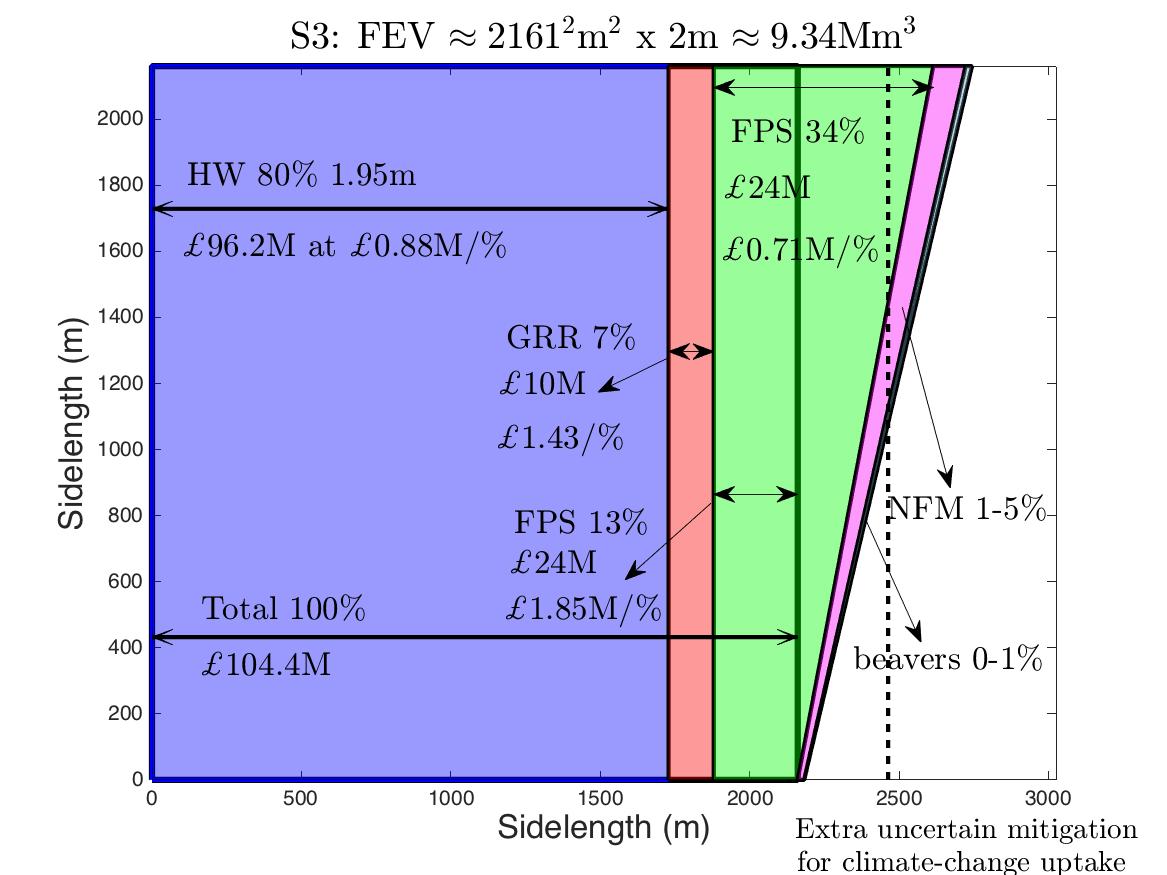 S3: FEV ≈ 2161²m² x 2m ≈ 9.34Mm³
Sidelength (m)
2000
1800
1600
1400
1200
1000
800
600
400
200
0
HW 80% 1.95m
£96.2M at £0.88M/%
FPS 34%
£24M
£0.71M/%
GRR 7%
£10M
£1.43/%
FPS 13%
£24M
£1.85M/%
NFM 1-5%
Total 100%
£104.4M
beavers 0-1%
0
500
1000
1500
2000
2500
3000
Sidelength (m)
Extra uncertain mitigation
for climate-change uptake